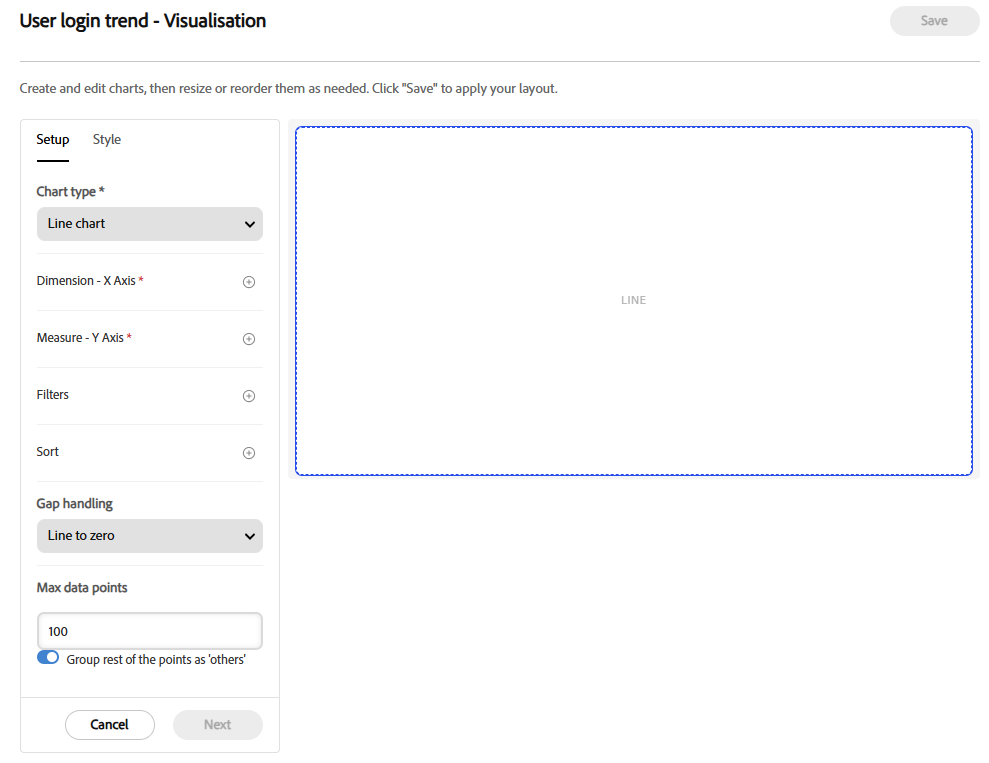 User login trend - Visualisation
Save
Create and edit charts, then resize or reorder them as needed. Click "Save" to apply your layout.
Setup
Style
Chart type *
Line chart
Dimension - X Axis *
Measure - Y Axis *
Filters
Sort
Gap handling
Line to zero
Max data points
100
Group rest of the points as 'others'
Cancel
Next
LINE